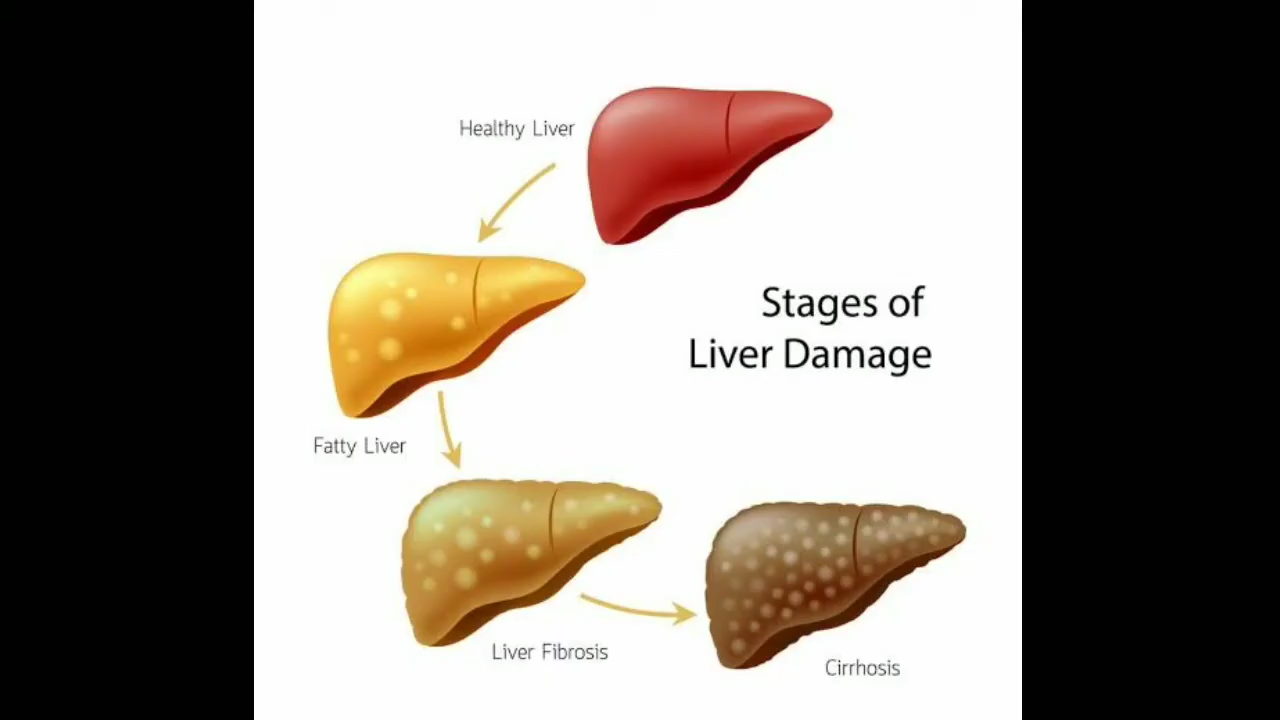 Healthy Liver
Stages of
Liver Damage
Fatty Liver
Liver Fibrosis
Cirrhosis